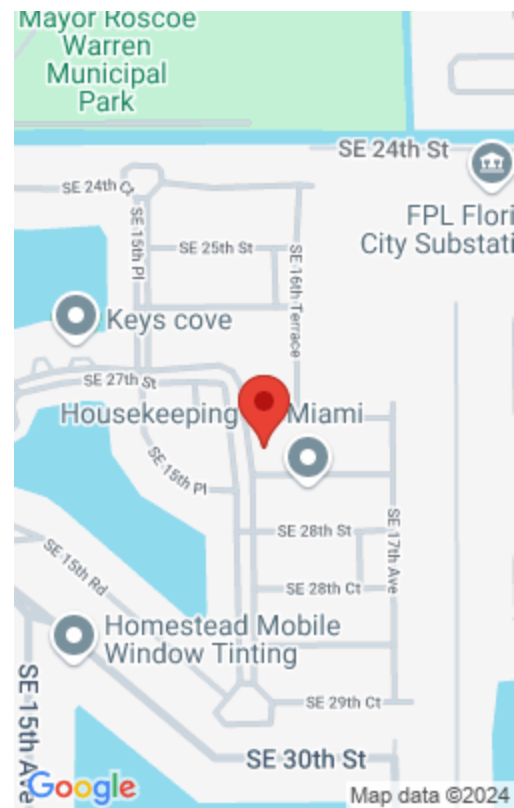 Mayor Roscoe
Warren
Municipal
Park
SE 24th St
SE 24th Ct
FPL Flori
City Substati
SE 15th Pl
SE 25th St
SE 16th Terrace
Keys cove
SE 27th St
Housekeeping
Miami
SE 15th Pl
SE 28th St
SE 17th Ave
SE 15th Rd
SE 28th Ct
Homestead Mobile
Window Tinting
SE 15th Ave
SE 29th Ct
SE 30th St
Google
Map data ©2024